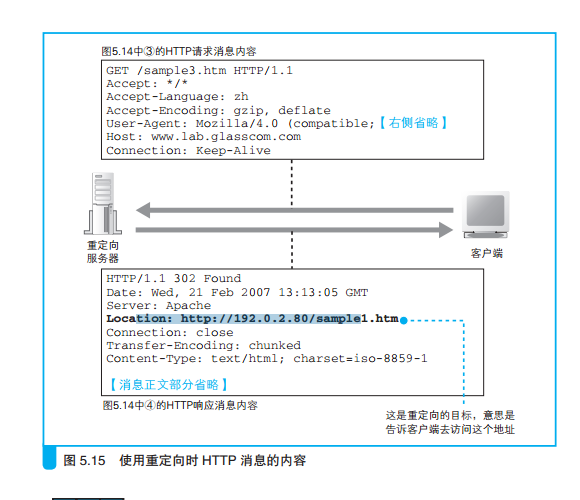 图5.14中③的HTTP请求消息内容
GET /sample3.htm HTTP/1.1
Accept: */*
Accept-Language: zh
Accept-Encoding: gzip, deflate
User-Agent: Mozilla/4.0 (compatible;【右侧省略】
Host: www.lab.glasscom.com
Connection: Keep-Alive
重定向
服务器
客户端
HTTP/1.1 302 Found
Date: Wed, 21 Feb 2007 13:13:05 GMT
Server: Apache
Location: http://192.0.2.80/sample1.htm
Connection: close
Transfer-Encoding: chunked
Content-Type: text/html; charset=iso-8859-1
【消息正文部分省略】
图5.14中④的HTTP响应消息内容
这是重定向的目标，意思是
告诉客户端去访问这个地址
图 5.15 使用重定向时 HTTP 消息的内容